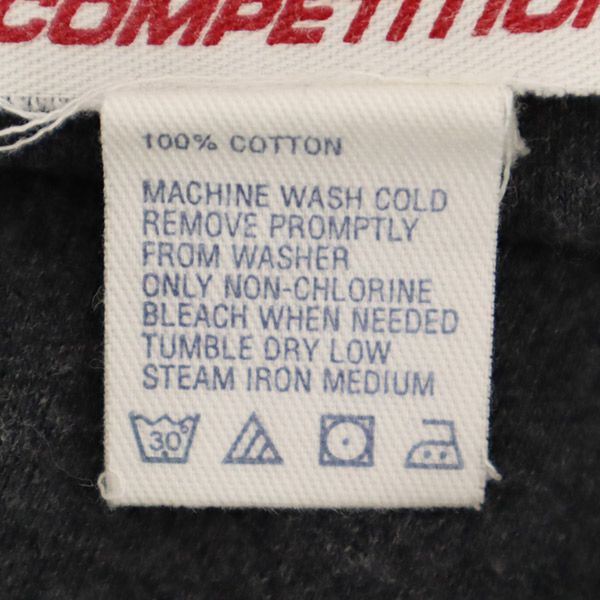 COMPETITION
100% COTTON
MACHINE WASH COLD
REMOVE PROMPTLY
FROM WASHER
ONLY NON-CHLORINE
BLEACH WHEN NEEDED
TUMBLE DRY LOW
STEAM IRON MEDIUM
30°